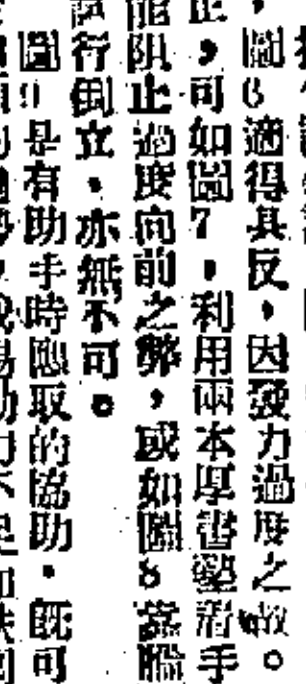 ，圖6適得其反，因發力過度之故。
正，可如圖7，利用兩本厚書墊着手
能阻止過度向前之弊，或如圖8靠牆
試行倒立，亦無不可。
圖9是有助手時應取的協助，既可